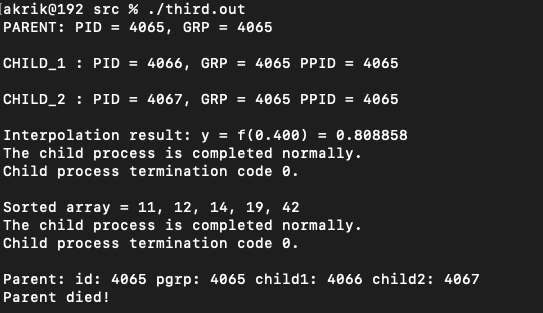 [akrik@192 src % ./third.out
PARENT: PID = 4065, GRP = 4065
CHILD_1 : PID = 4066, GRP = 4065 PPID = 4065
CHILD_2 : PID = 4067, GRP = 4065 PPID = 4065
Interpolation result: y = f(0.400) = 0.808858
The child process is completed normally.
Child process termination code 0.
Sorted array = 11, 12, 14, 19, 42
The child process is completed normally.
Child process termination code 0.
Parent: id: 4065 pgrp: 4065 child1: 4066 child2: 4067
Parent died!